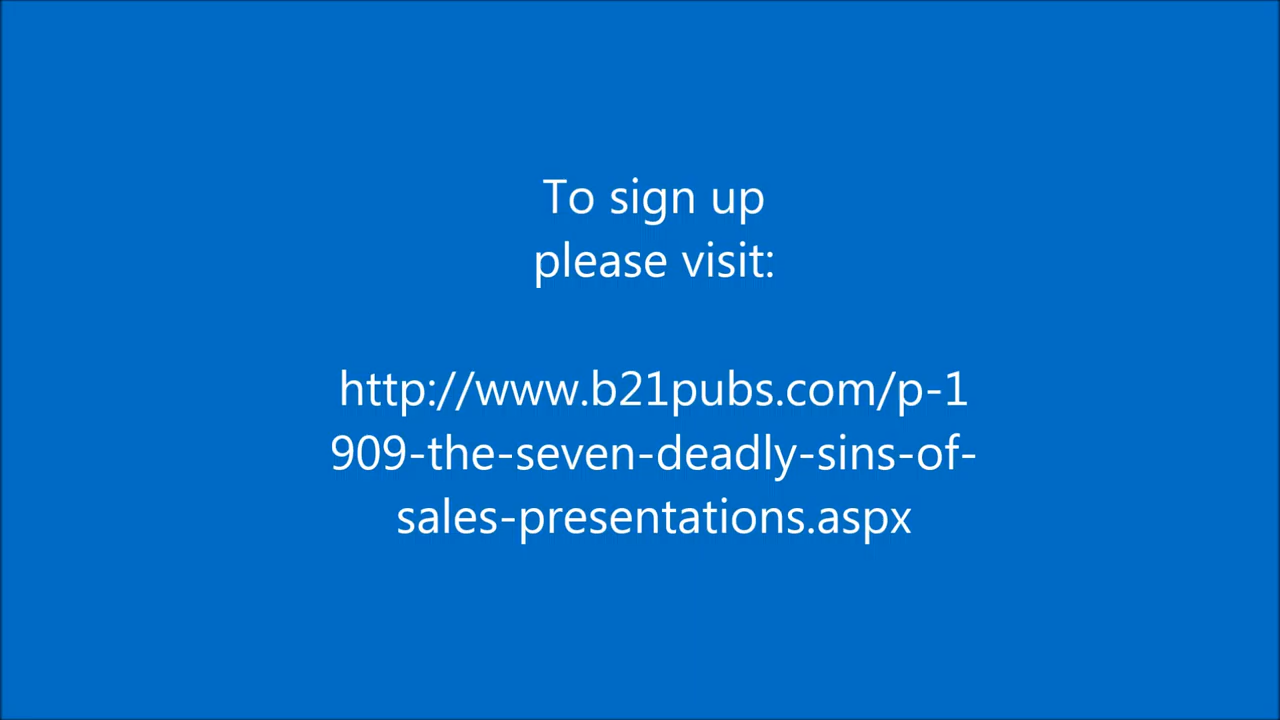 To sign up
please visit:
http://www.b21pubs.com/p-1
909-the-seven-deadly-sins-of-
sales-presentations.aspx